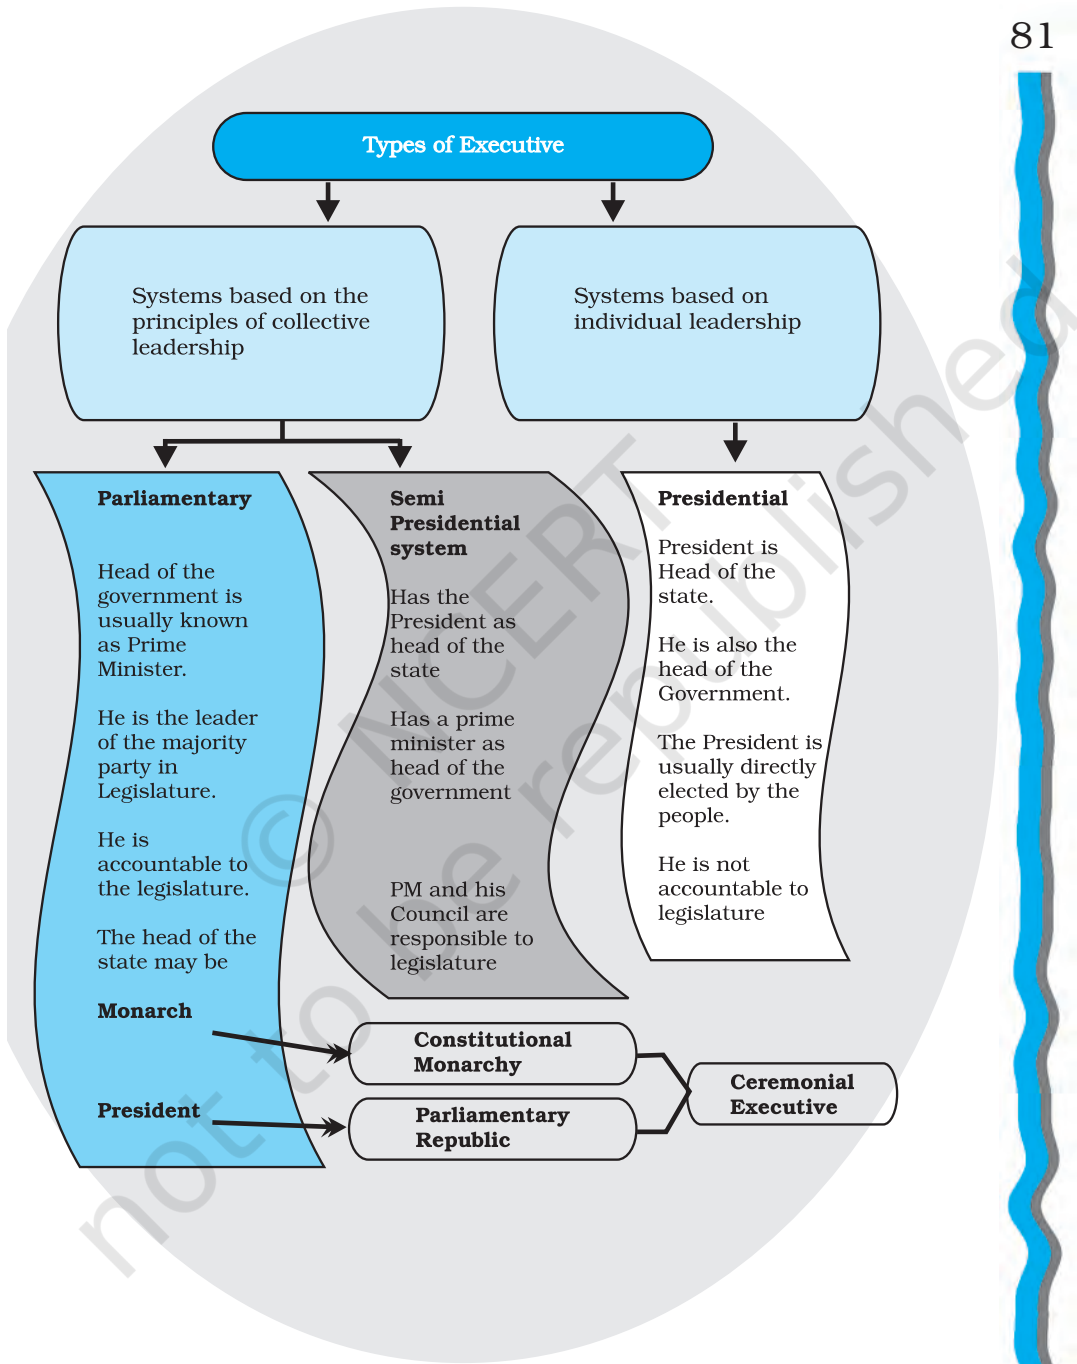 81
Types of Executive
Systems based on the
principles of collective
leadership
Systems based on
individual leadership
Parliamentary
Head of the
government is
usually known
as Prime
Minister.
He is the leader
of the majority
party in
Legislature.
He is
accountable to
the legislature.
The head of the
state may be
Monarch
President
Semi
Presidential
system
Has the
President as
head of the
state
Has a prime
minister as
head of the
government
PM and his
Council are
responsible to
legislature
Presidential
President is
Head of the
state.
He is also the
head of the
Government.
The President is
usually directly
elected by the
people.
He is not
accountable to
legislature
Constitutional
Monarchy
Parliamentary
Republic
Ceremonial
Executive
© NCERT
not to be republished